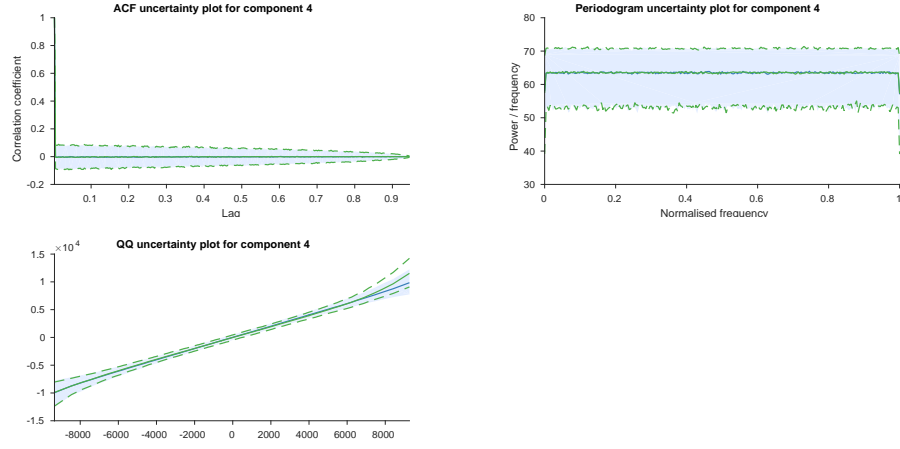 ACF uncertainty plot for component 4
1
0.8
0.6
0.4
0.2
0
-0.2
Correlation coefficient
0.1 0.2 0.3 0.4 0.5 0.6 0.7 0.8 0.9
Lag
Periodogram uncertainty plot for component 4
80
70
60
50
40
30
Power / frequency
0 0.2 0.4 0.6 0.8 1
Normalised frequency
QQ uncertainty plot for component 4
×10^4
1.5
1
0.5
0
-0.5
-1
-1.5
-8000 -6000 -4000 -2000 0 2000 4000 6000 8000